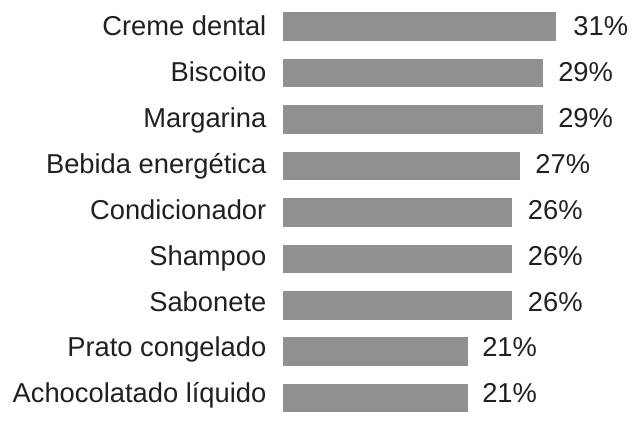 Creme dental 31%
Biscoito 29%
Margarina 29%
Bebida energética 27%
Condicionador 26%
Shampoo 26%
Sabonete 26%
Prato congelado 21%
Achocolatado líquido 21%